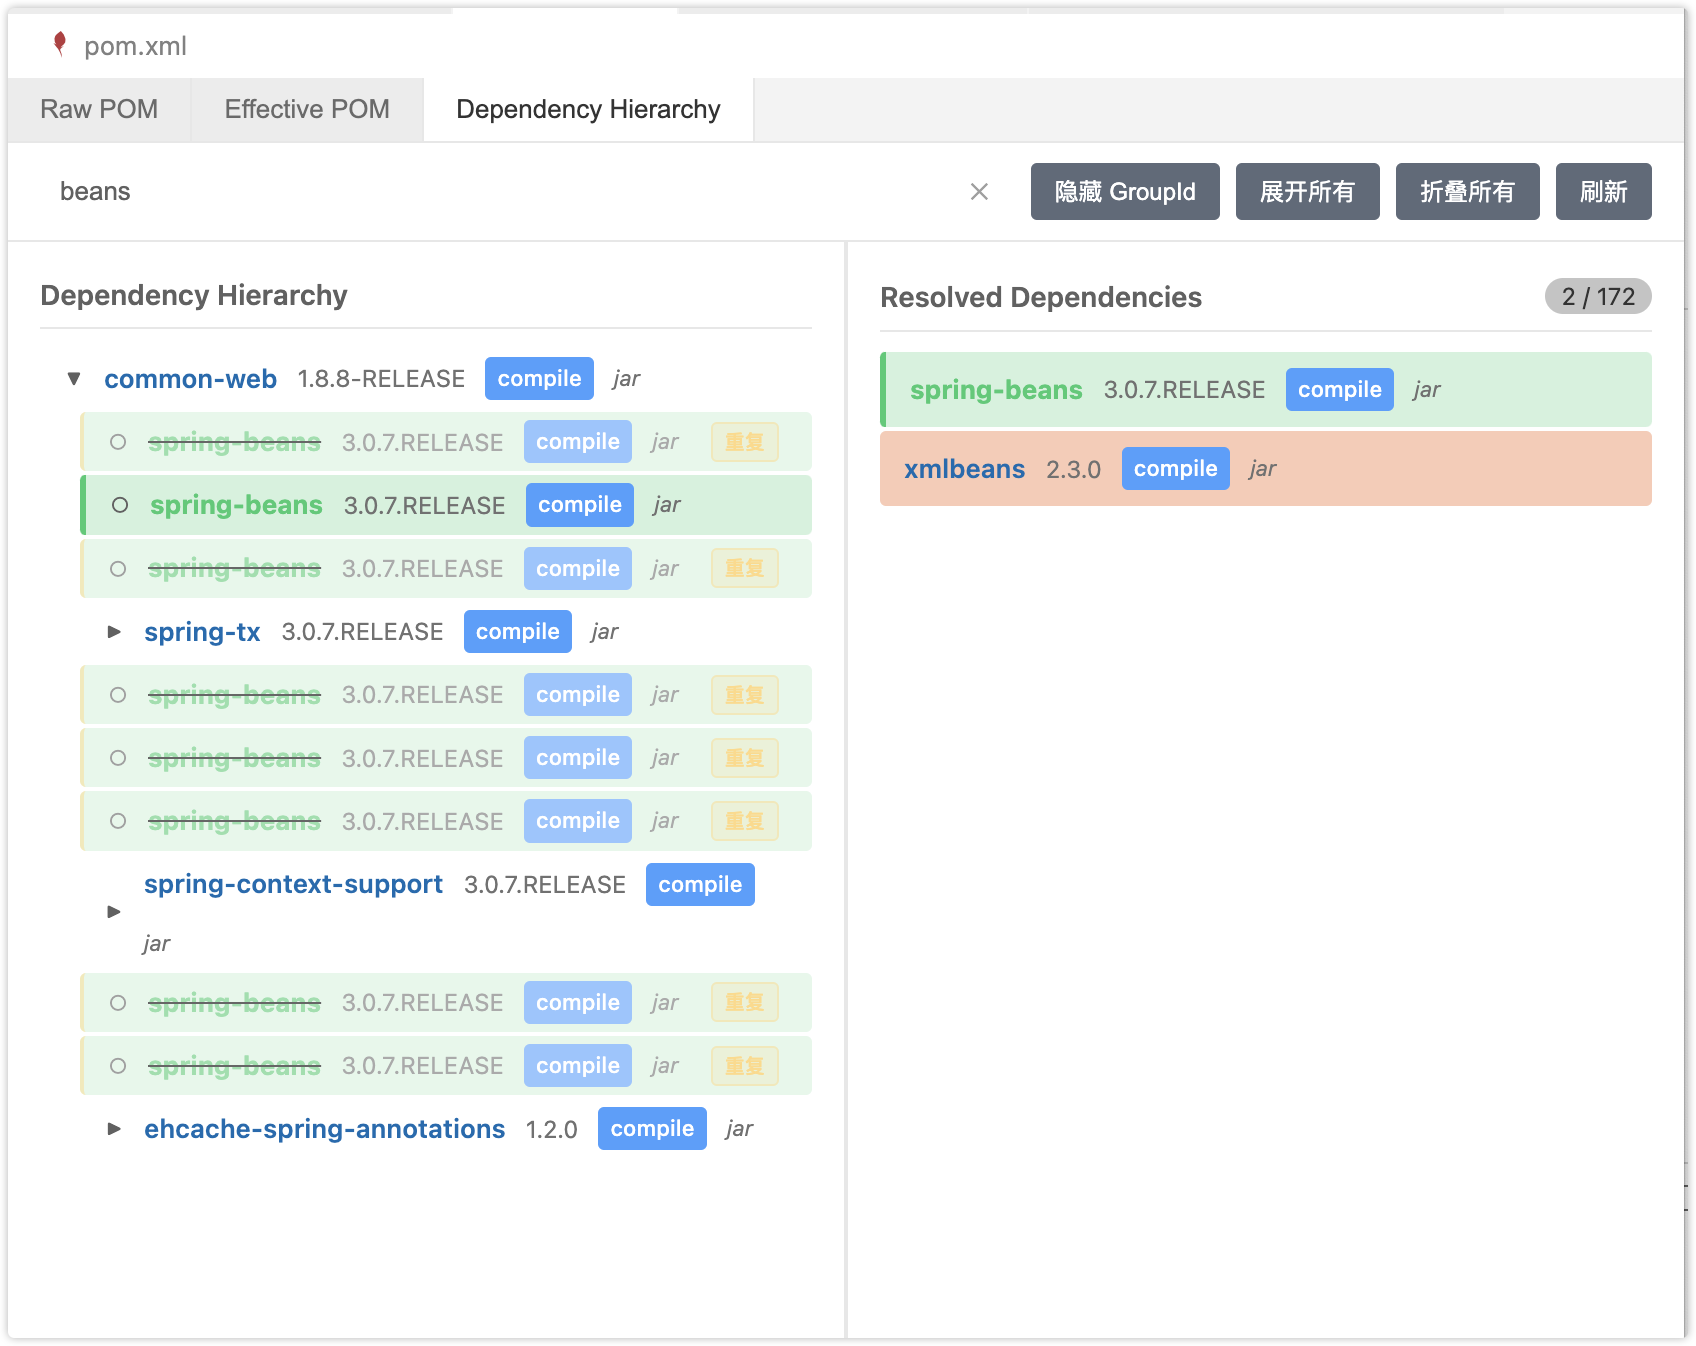 pom.xml
Raw POM Effective POM Dependency Hierarchy
beans × 隐藏 GroupId 展开所有 折叠所有 刷新
Dependency Hierarchy
common-web 1.8.8-RELEASE compile jar
spring-beans 3.0.7.RELEASE compile jar 重复
spring-beans 3.0.7.RELEASE compile jar
spring-beans 3.0.7.RELEASE compile jar 重复
spring-tx 3.0.7.RELEASE compile jar
spring-beans 3.0.7.RELEASE compile jar 重复
spring-beans 3.0.7.RELEASE compile jar 重复
spring-beans 3.0.7.RELEASE compile jar 重复
spring-context-support 3.0.7.RELEASE compile
jar
spring-beans 3.0.7.RELEASE compile jar 重复
spring-beans 3.0.7.RELEASE compile jar 重复
ehcache-spring-annotations 1.2.0 compile jar
Resolved Dependencies 2 / 172
spring-beans 3.0.7.RELEASE compile jar
xmlbeans 2.3.0 compile jar